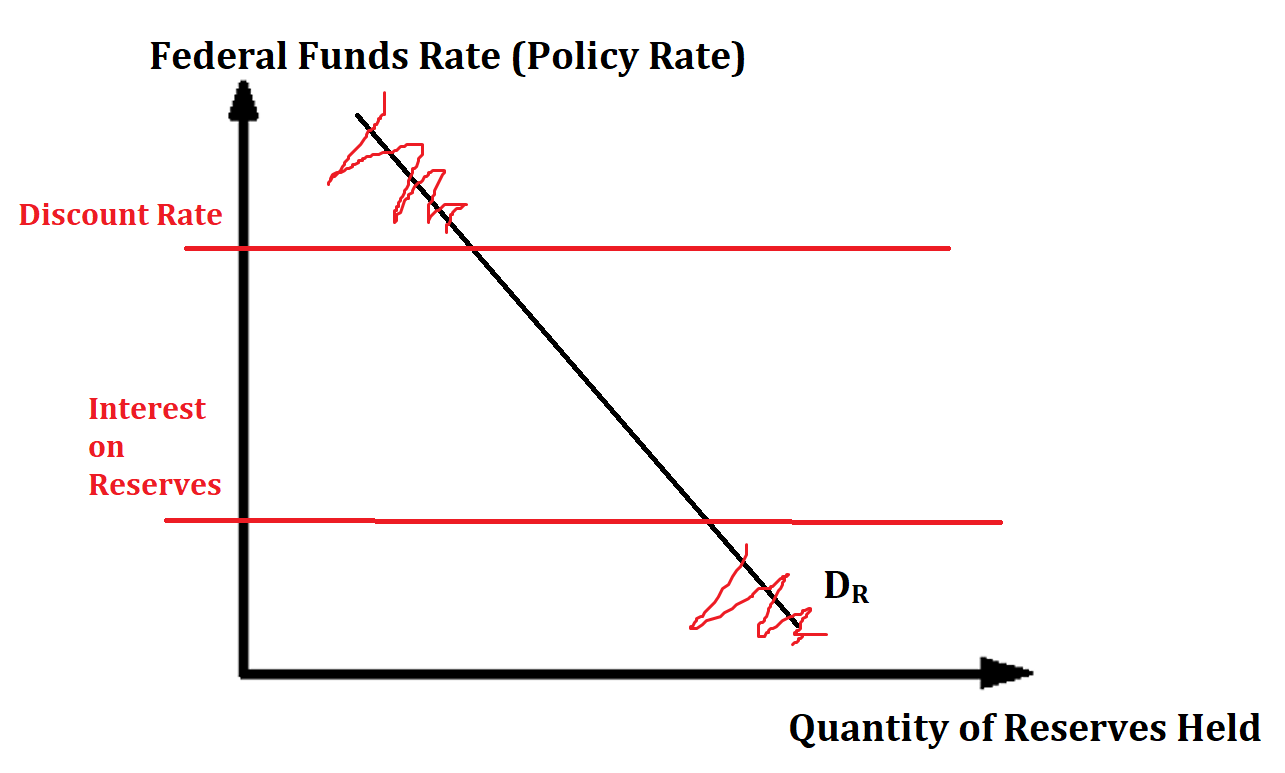 Federal Funds Rate (Policy Rate)
Discount Rate
Interest
on
Reserves
DR
Quantity of Reserves Held